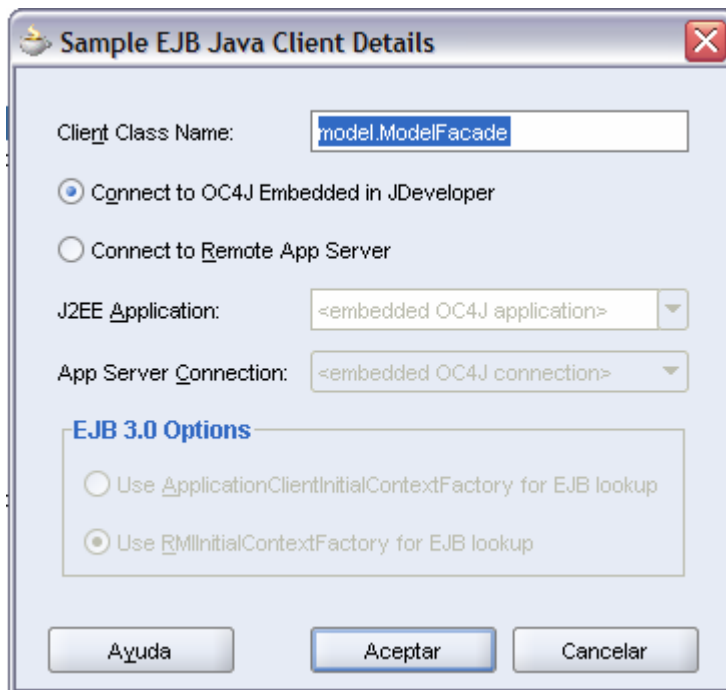 Sample EJB Java Client Details
Client Class Name: model.ModelFacade
Connect to OC4J Embedded in JDeveloper
Connect to Remote App Server
J2EE Application: <embedded OC4J application>
App Server Connection: <embedded OC4J connection>
EJB 3.0 Options
Use ApplicationClientInitialContextFactory for EJB lookup
Use RMIInitialContextFactory for EJB lookup
Ayuda Aceptar Cancelar